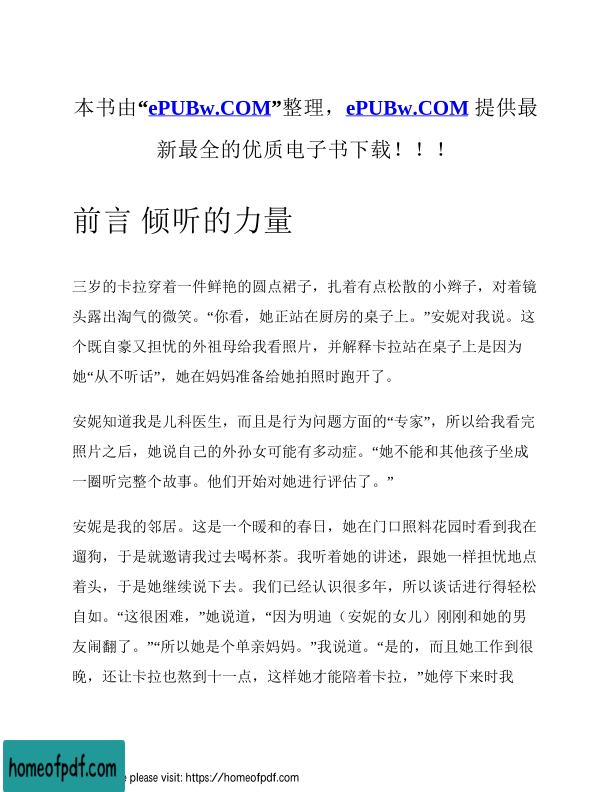 本书由“ePUBw.COM”整理，ePUBw.COM 提供最
新最全的优质电子书下载！！！
前言 倾听的力量
三岁的卡拉穿着一件鲜艳的圆点裙子，扎着有点松散的小辫子，对着镜
头露出淘气的微笑。“你看，她正站在厨房的桌子上。”安妮对我说。这
个既自豪又担忧的外祖母给我看照片，并解释卡拉站在桌子上是因为
她“从不听话”，她在妈妈准备给她拍照时跑开了。
安妮知道我是儿科医生，而且是行为问题方面的“专家”，所以给我看完
照片之后，她说自己的外孙女可能有多动症。“她不能和其他孩子坐成
一圈听完整个故事。他们开始对她进行评估了。”
安妮是我的邻居。这是一个暖和的春日，她在门口照料花园时看到我在
遛狗，于是就邀请我过去喝杯茶。我听着她的讲述，跟她一样担忧地点
着头，于是她继续说下去。我们已经认识很多年，所以谈话进行得轻松
自如。“这很困难，”她说道，“因为明迪（安妮的女儿）刚刚和她的男
友闹翻了。”“所以她是个单亲妈妈。”我说道。“是的，而且她工作到很
晚，还让卡拉也熬到十一点，这样她才能陪着卡拉，”她停下来时我
homeofpdf.com
e please visit: https://homeofpdf.com